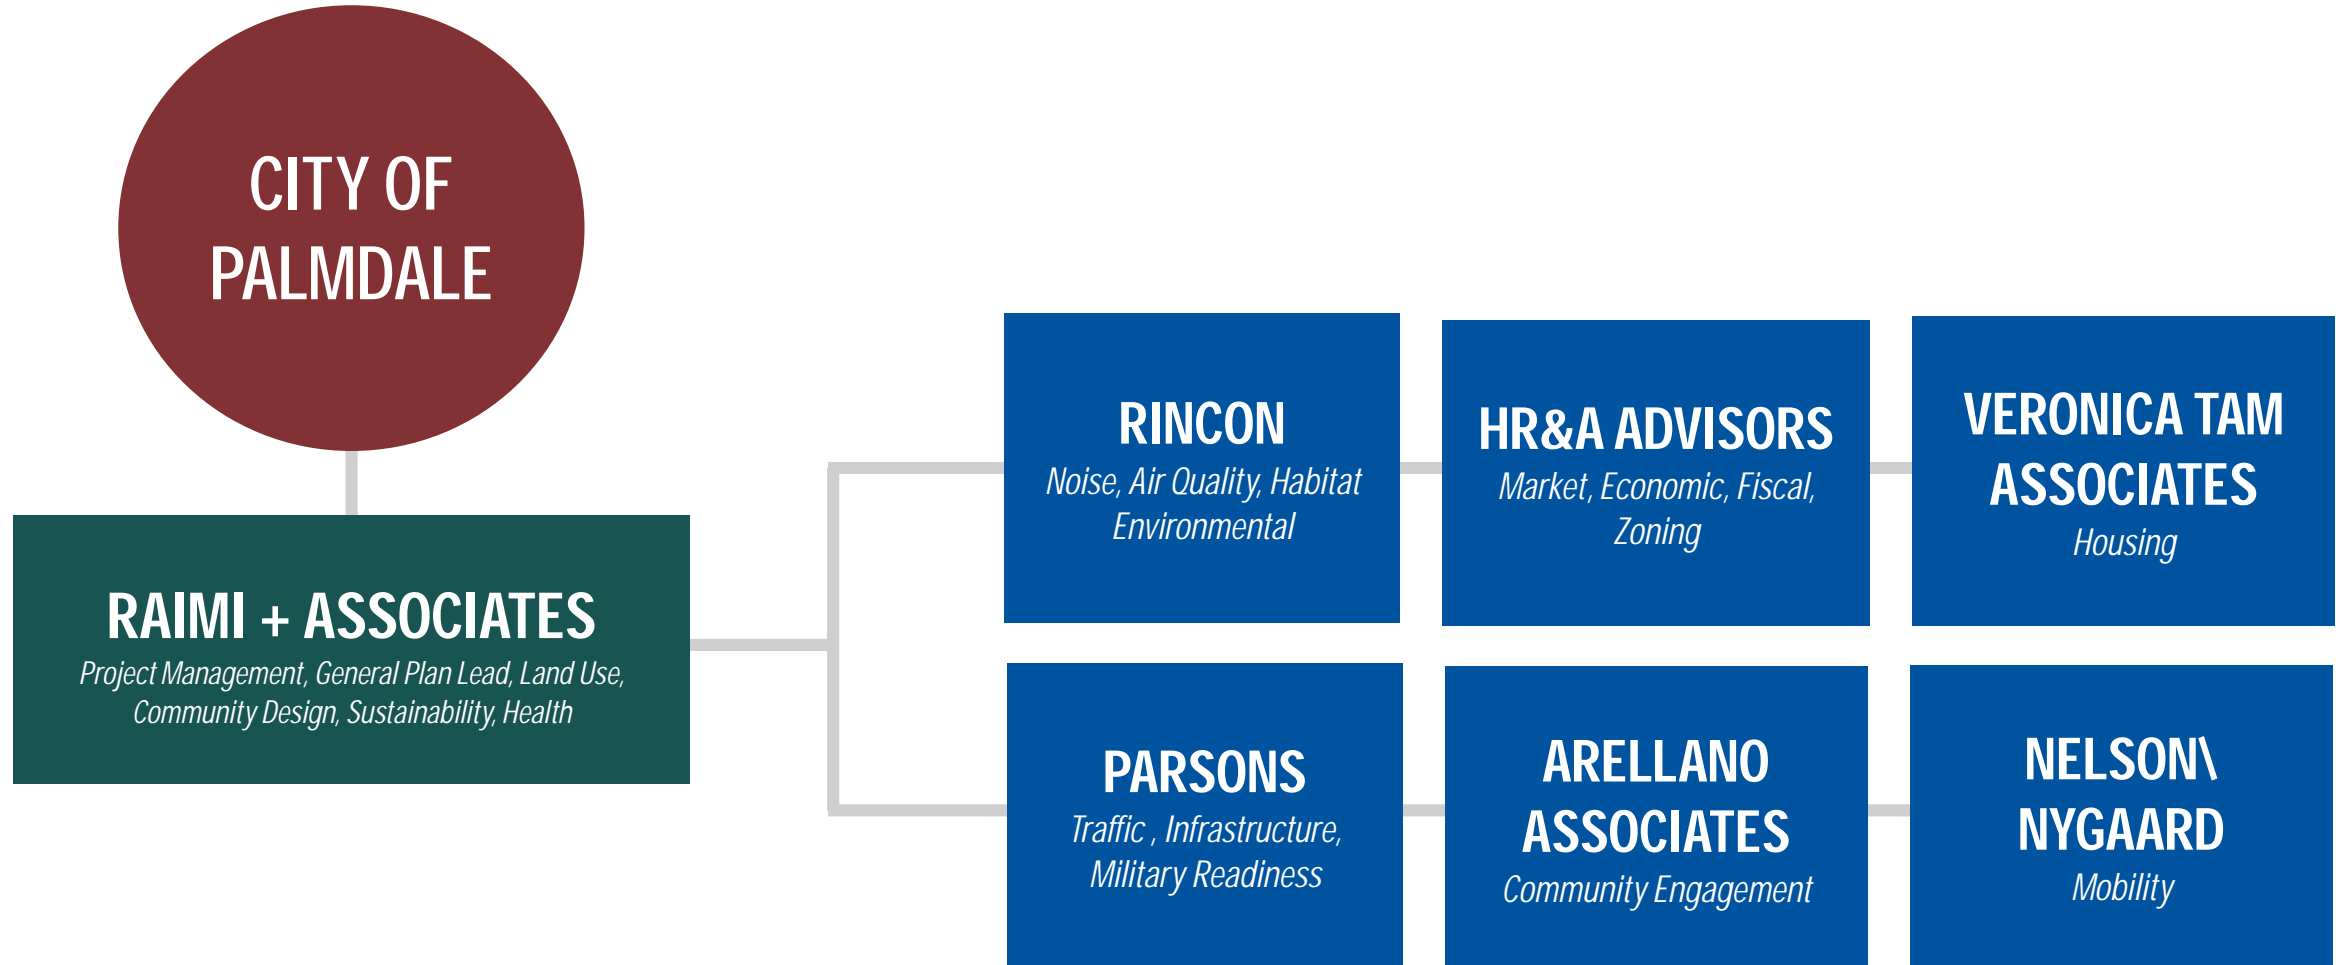 CITY OF
PALMDALE
RAIMI + ASSOCIATES
Project Management, General Plan Lead, Land Use,
Community Design, Sustainability, Health
RINCON
Noise, Air Quality, Habitat
Environmental
HR&A ADVISORS
Market, Economic, Fiscal,
Zoning
VERONICA TAM
ASSOCIATES
Housing
PARSONS
Traffic , Infrastructure,
Military Readiness
ARELLANO
ASSOCIATES
Community Engagement
NELSON\
NYGAARD
Mobility